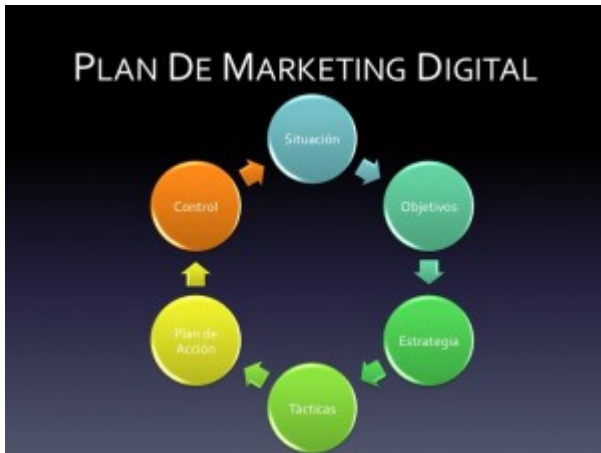 PLAN DE MARKETING DIGITAL
Situación
Objetivos
Estrategia
Tácticas
Plan de
Acción
Control